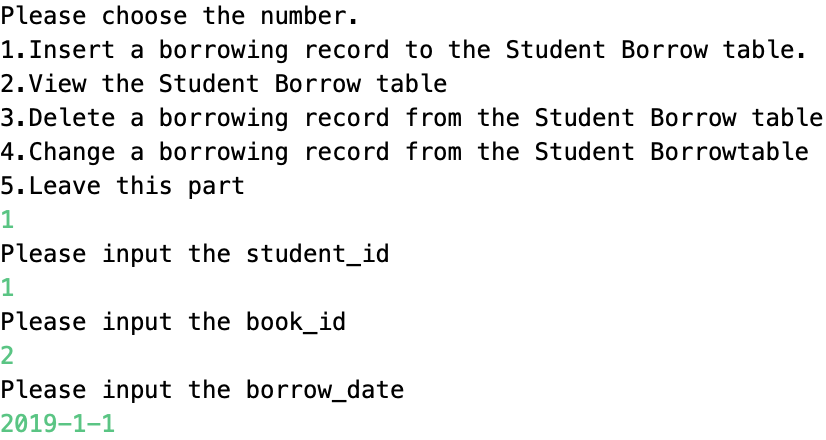 Please choose the number.
1.Insert a borrowing record to the Student Borrow table.
2.View the Student Borrow table
3.Delete a borrowing record from the Student Borrow table
4.Change a borrowing record from the Student Borrowtable
5.Leave this part
1
Please input the student_id
1
Please input the book_id
2
Please input the borrow_date
2019-1-1